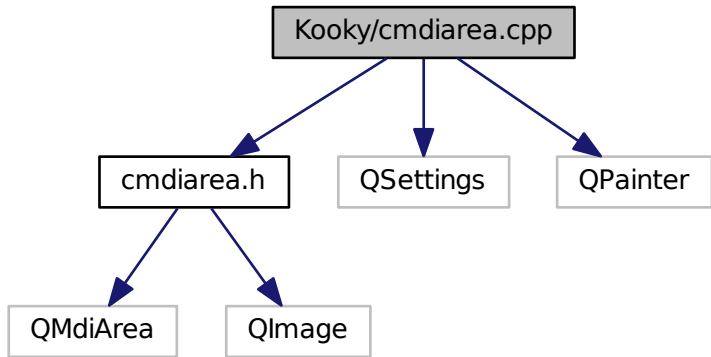 Kooky/cmdiarea.cpp
cmdiarea.h
QSettings
QPainter
QMdiArea
QImage